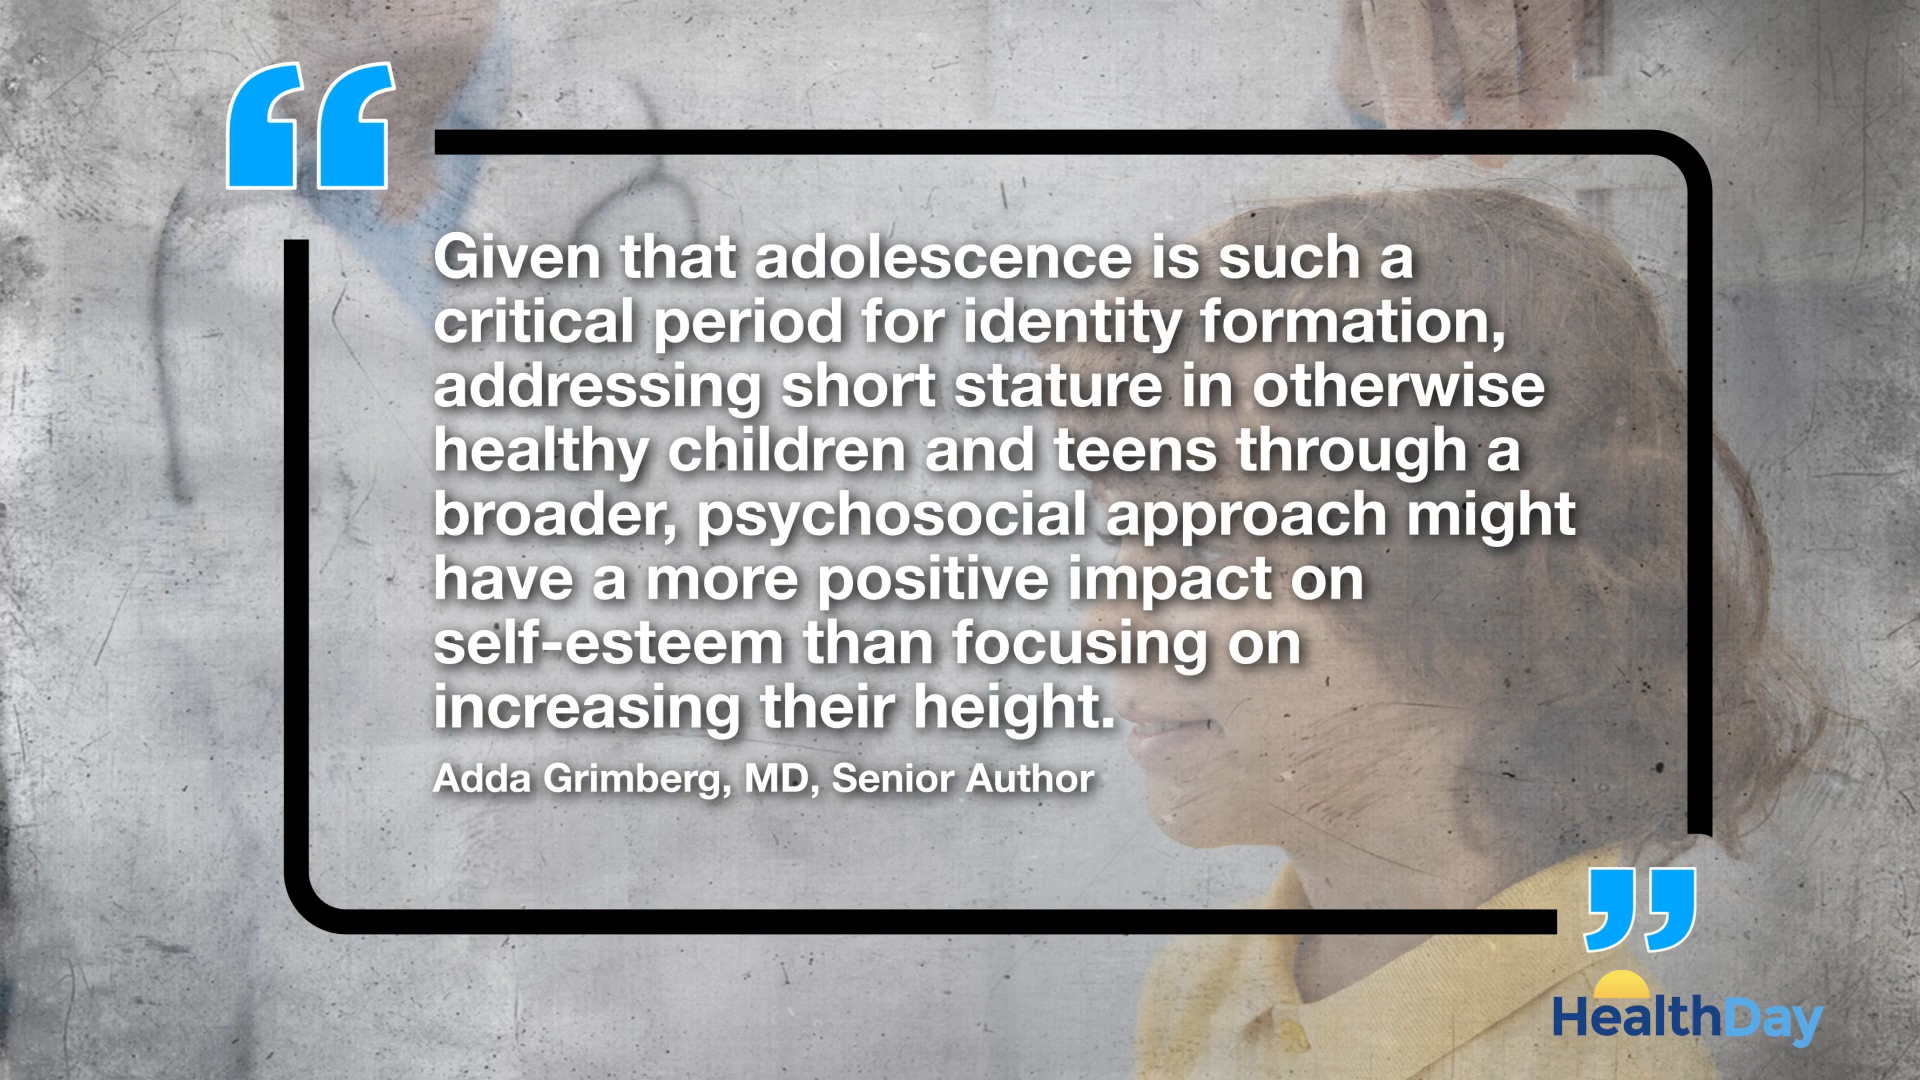 “
Given that adolescence is such a
critical period for identity formation,
addressing short stature in otherwise
healthy children and teens through a
broader, psychosocial approach might
have a more positive impact on
self-esteem than focusing on
increasing their height.
Adda Grimberg, MD, Senior Author
”
HealthDay